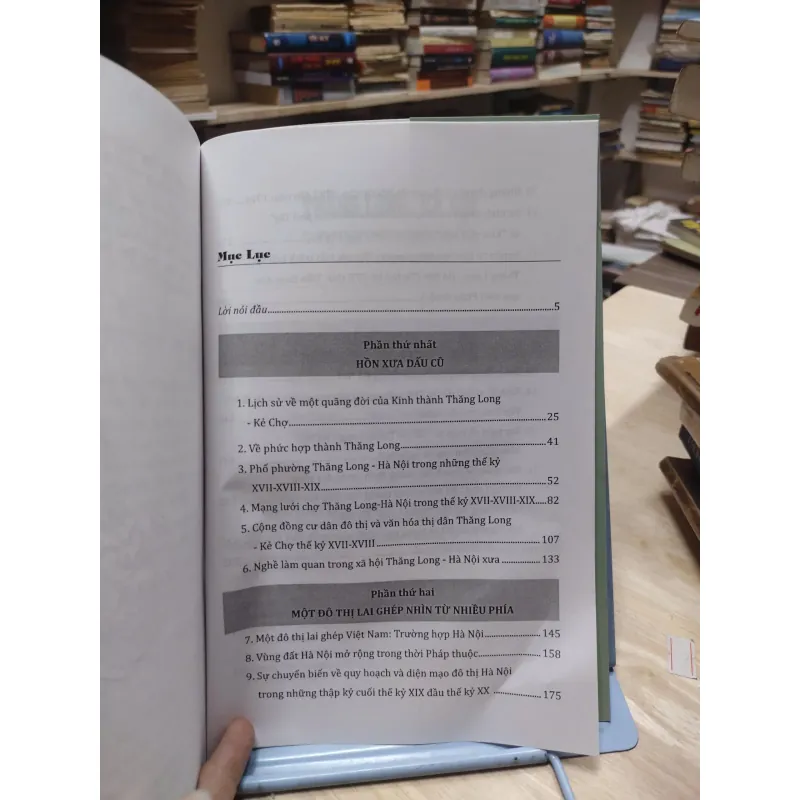 Mục Lục
Lời nói đầu..........5
Phần thứ nhất
HỒN XƯA DẤU CŨ
1. Lịch sử về một quãng đời của Kinh thành Thăng Long
- Kẻ Chợ..........25
2. Về phức hợp thành Thăng Long..........41
3. Phố phường Thăng Long - Hà Nội trong những thế kỷ
XVII-XVIII-XIX..........52
4. Mạng lưới chợ Thăng Long-Hà Nội trong thế kỷ XVII-XVIII-XIX.....82
5. Cộng đồng cư dân đô thị và văn hóa thị dân Thăng Long
- Kẻ Chợ thế kỷ XVII-XVIII..........107
6. Nghề làm quan trong xã hội Thăng Long - Hà Nội xưa..........133
Phần thứ hai
MỘT ĐÔ THỊ LAI GHÉP NHÌN TỪ NHIỀU PHÍA
7. Một đô thị lai ghép Việt Nam: Trường hợp Hà Nội..........145
8. Vùng đất Hà Nội mở rộng trong thời Pháp thuộc..........158
9. Sự chuyển biến về quy hoạch và diện mạo đô thị Hà Nội
trong những thập kỷ cuối thế kỷ XIX đầu thế kỷ XX..........175